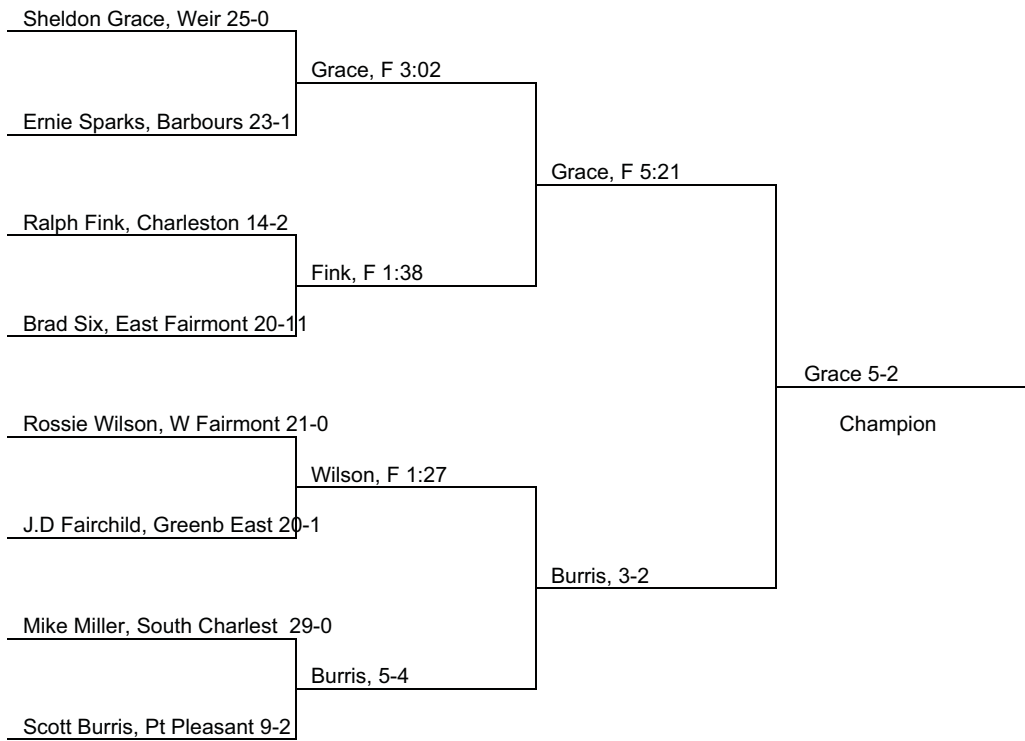 Sheldon Grace, Weir 25-0
Grace, F 3:02
Ernie Sparks, Barbours 23-1
Grace, F 5:21
Ralph Fink, Charleston 14-2
Fink, F 1:38
Brad Six, East Fairmont 20-11
Grace 5-2
Rossie Wilson, W Fairmont 21-0
Champion
Wilson, F 1:27
J.D Fairchild, Greenb East 20-1
Burris, 3-2
Mike Miller, South Charlest 29-0
Burris, 5-4
Scott Burris, Pt Pleasant 9-2